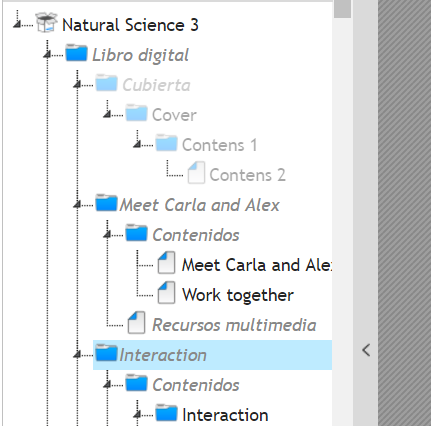 Natural Science 3
Libro digital
Cubierta
Cover
Contens 1
Contens 2
Meet Carla and Alex
Contenidos
Meet Carla and Ale
Work together
Recursos multimedia
Interaction
Contenidos
Interaction